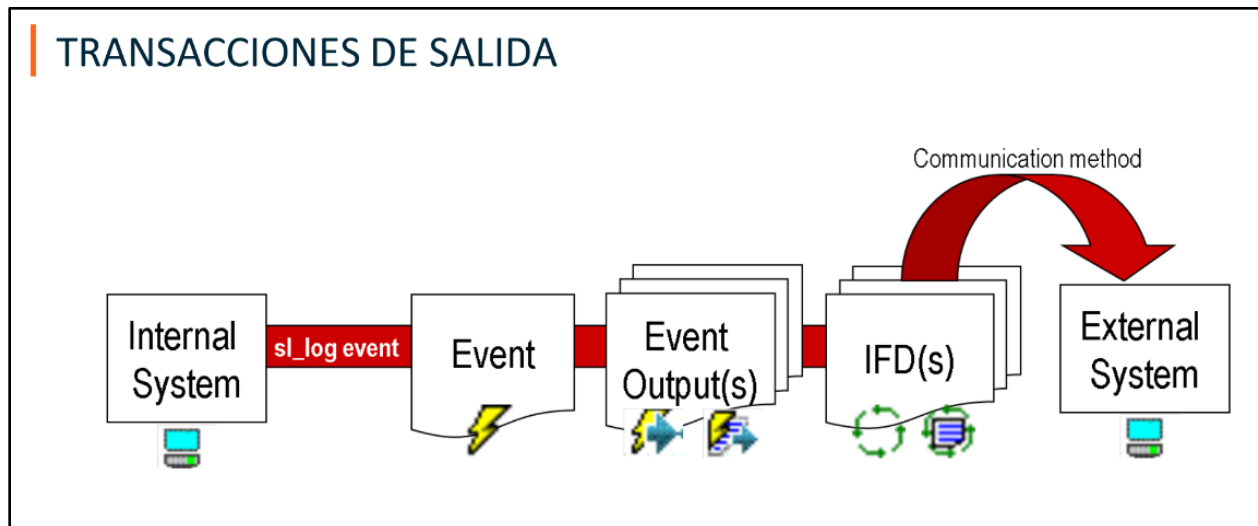 TRANSACCIONES DE SALIDA
Communication method
Internal
System
sl_log event
Event
Event
Output(s)
IFD(s)
External
System